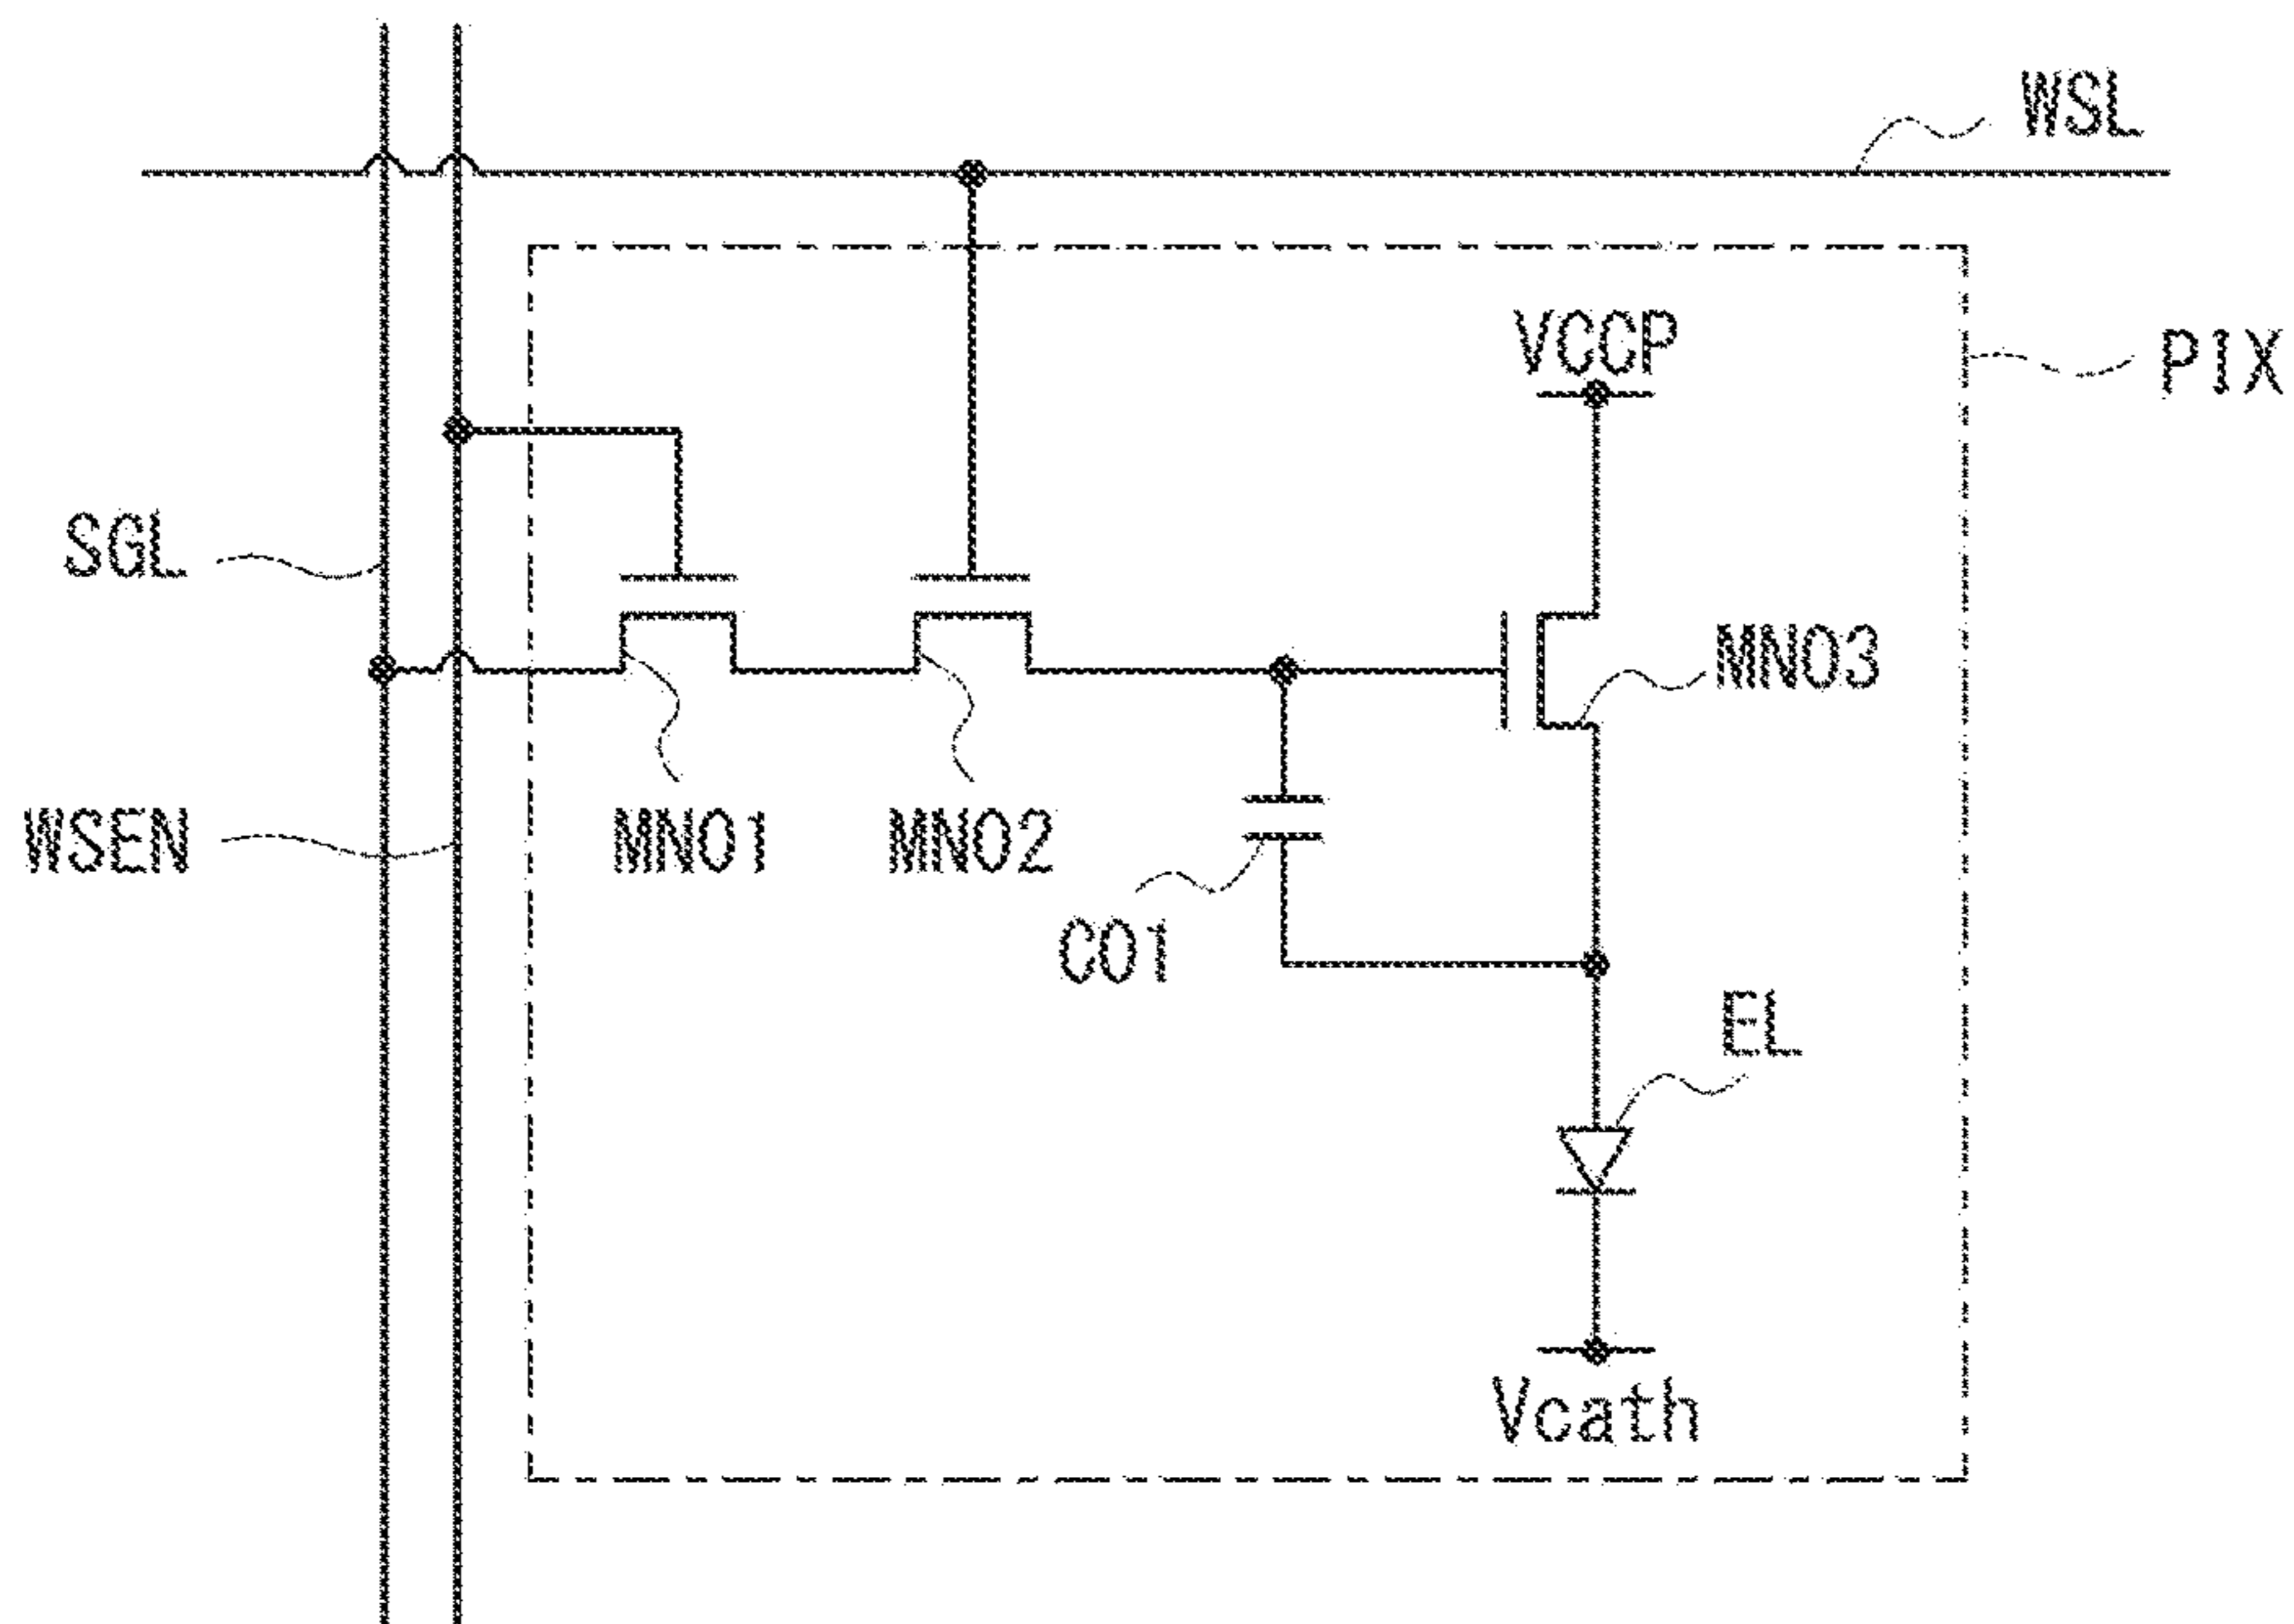 WSL
VCCP
PIX
SGL
MN03
WSEN
MN01
MN02
C01
EL
Vcath